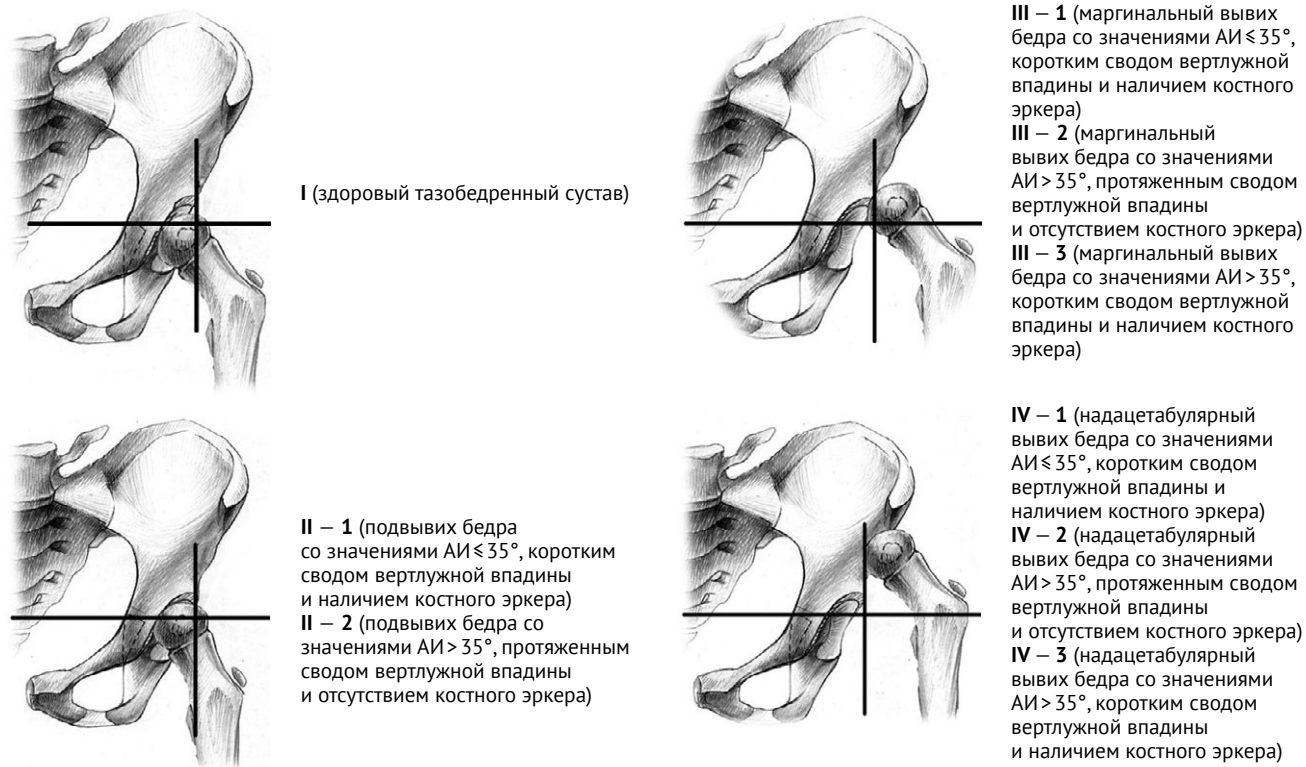 I (здоровый тазобедренный сустав)
II — 1 (подвывих бедра
со значениями АИ⩽35°, коротким
сводом вертлужной впадины
и наличием костного эркера)
II — 2 (подвывих бедра со
значениями АИ>35°, протяженным
сводом вертлужной впадины
и отсутствием костного эркера)
III — 1 (маргинальный вывих
бедра со значениями АИ⩽35°,
коротким сводом вертлужной
впадины и наличием костного
эркера)
III — 2 (маргинальный
вывих бедра со значениями
АИ>35°, протяженным сводом
вертлужной впадины
и отсутствием костного эркера)
III — 3 (маргинальный вывих
бедра со значениями АИ>35°,
коротким сводом вертлужной
впадины и наличием костного
эркера)
IV — 1 (надацетабулярный
вывих бедра со значениями
АИ⩽35°, коротким сводом
вертлужной впадины и
наличием костного эркера)
IV — 2 (надацетабулярный
вывих бедра со значениями
АИ>35°, протяженным сводом
вертлужной впадины
и отсутствием костного эркера)
IV — 3 (надацетабулярный
вывих бедра со значениями
АИ>35°, коротким сводом
вертлужной впадины
и наличием костного эркера)